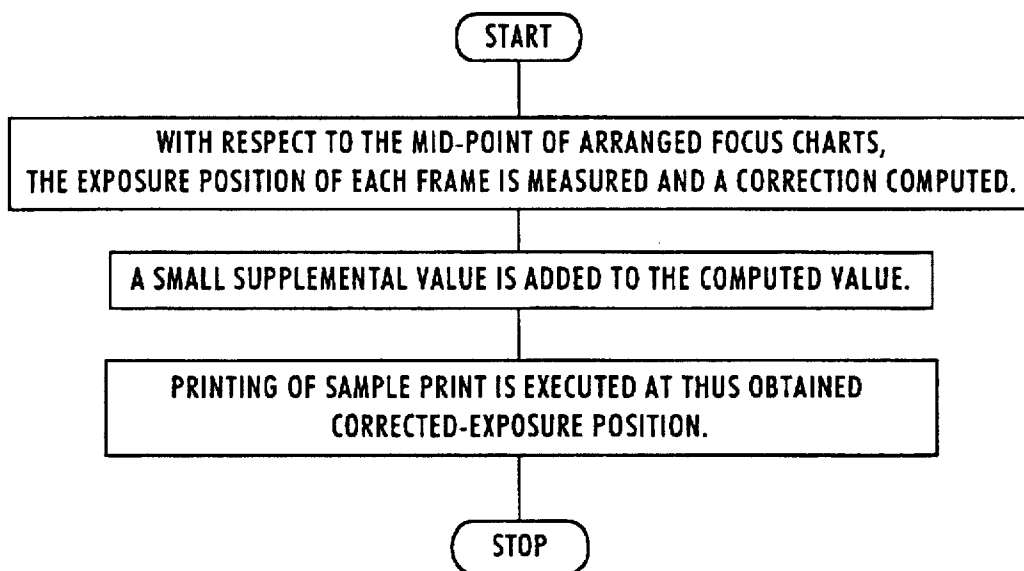 START
WITH RESPECT TO THE MID-POINT OF ARRANGED FOCUS CHARTS,
THE EXPOSURE POSITION OF EACH FRAME IS MEASURED AND A CORRECTION COMPUTED.
A SMALL SUPPLEMENTAL VALUE IS ADDED TO THE COMPUTED VALUE.
PRINTING OF SAMPLE PRINT IS EXECUTED AT THUS OBTAINED
CORRECTED-EXPOSURE POSITION.
STOP